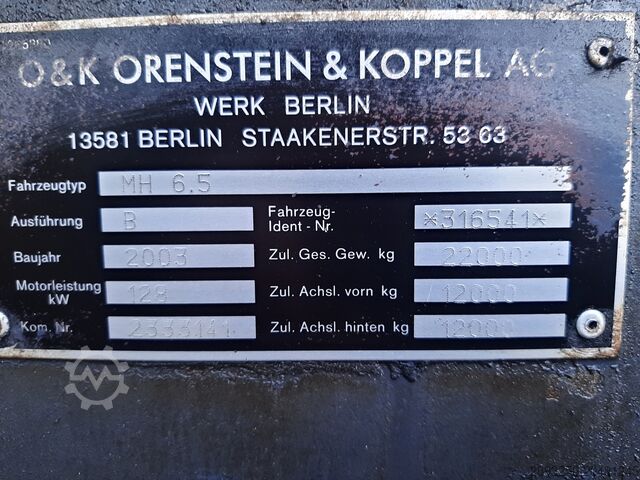 O&K ORENSTEIN & KOPPEL AG
WERK BERLIN
13581 BERLIN STAAKENERSTR. 53 63
Fahrzeugtyp MH 6.5
Ausführung B Fahrzeug-Ident-Nr. *316541*
Baujahr 2003 Zul. Ges. Gew. kg 22000
Motorleistung kW 128 Zul. Achsl. vorn kg 12000
Kom. Nr. 2333141 Zul. Achsl. hinten kg 12000